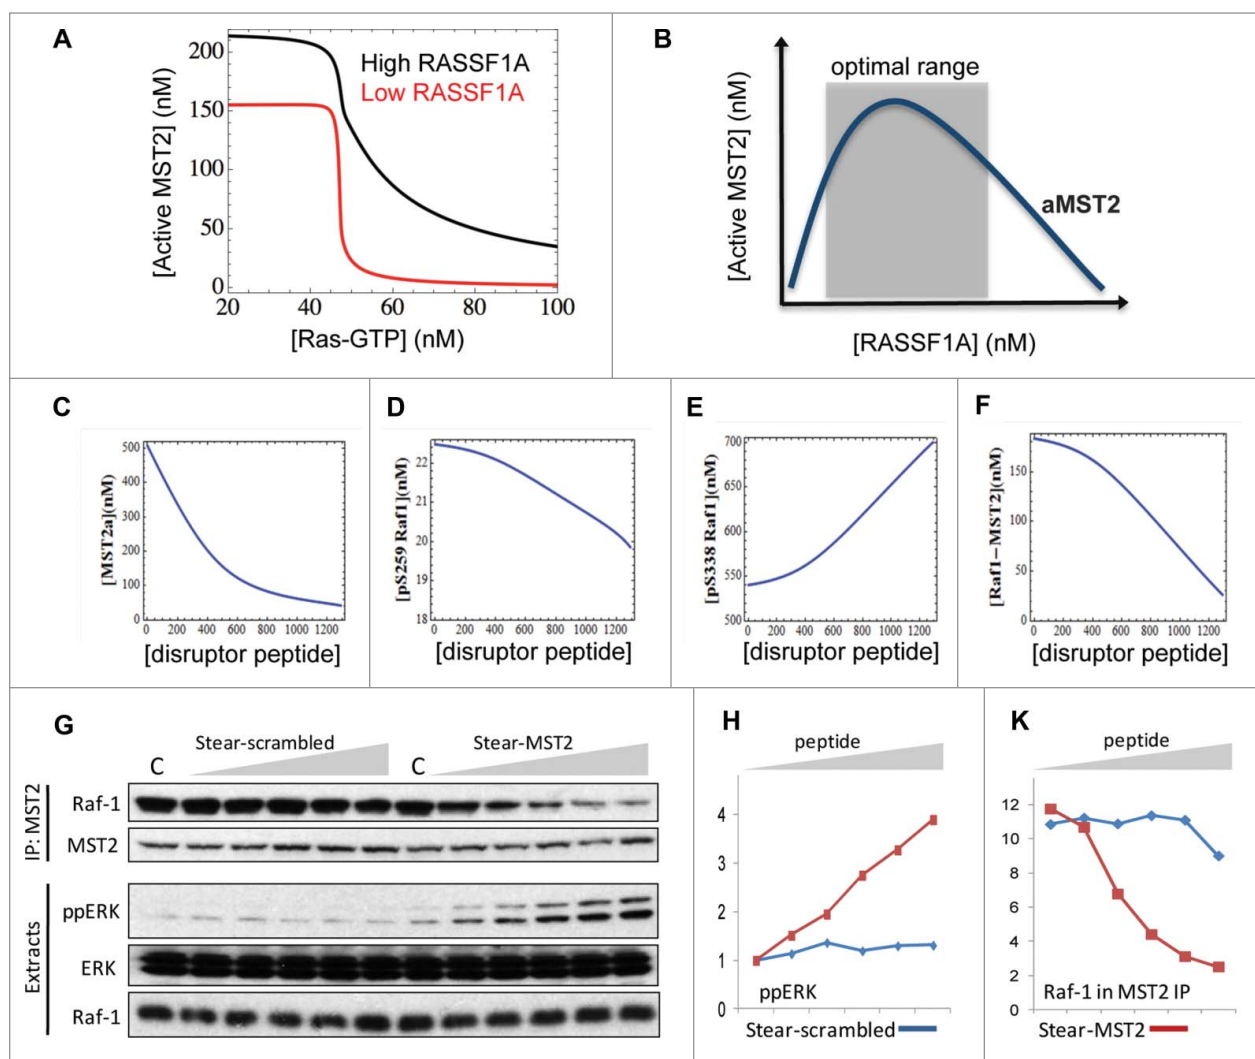 A
[Active MST2] (nM)
200
150
100
50
0
High RASSF1A
Low RASSF1A
20
40
60
80
100
[Ras-GTP] (nM)
B
[Active MST2] (nM)
optimal range
aMST2
[RASSF1A] (nM)
C
[MST2a](nM)
500
400
300
200
100
0
0 200 400 600 800 1000 1200
[disruptor peptide]
D
[pS259 Raf1](nM)
22
21
20
19
18
0 200 400 600 800 1000 1200
[disruptor peptide]
E
[pS338 Raf1](nM)
700
650
600
550
500
0 200 400 600 800 1000 1200
[disruptor peptide]
F
[Raf1−MST2](nM)
150
100
50
0
0 200 400 600 800 1000 1200
[disruptor peptide]
G
Stear-scrambled
Stear-MST2
C
C
IP: MST2
Raf-1
MST2
Extracts
ppERK
ERK
Raf-1
H
peptide
4
3
2
1
0
ppERK
Stear-scrambled
K
peptide
12
10
8
6
4
2
0
Raf-1 in MST2 IP
Stear-MST2